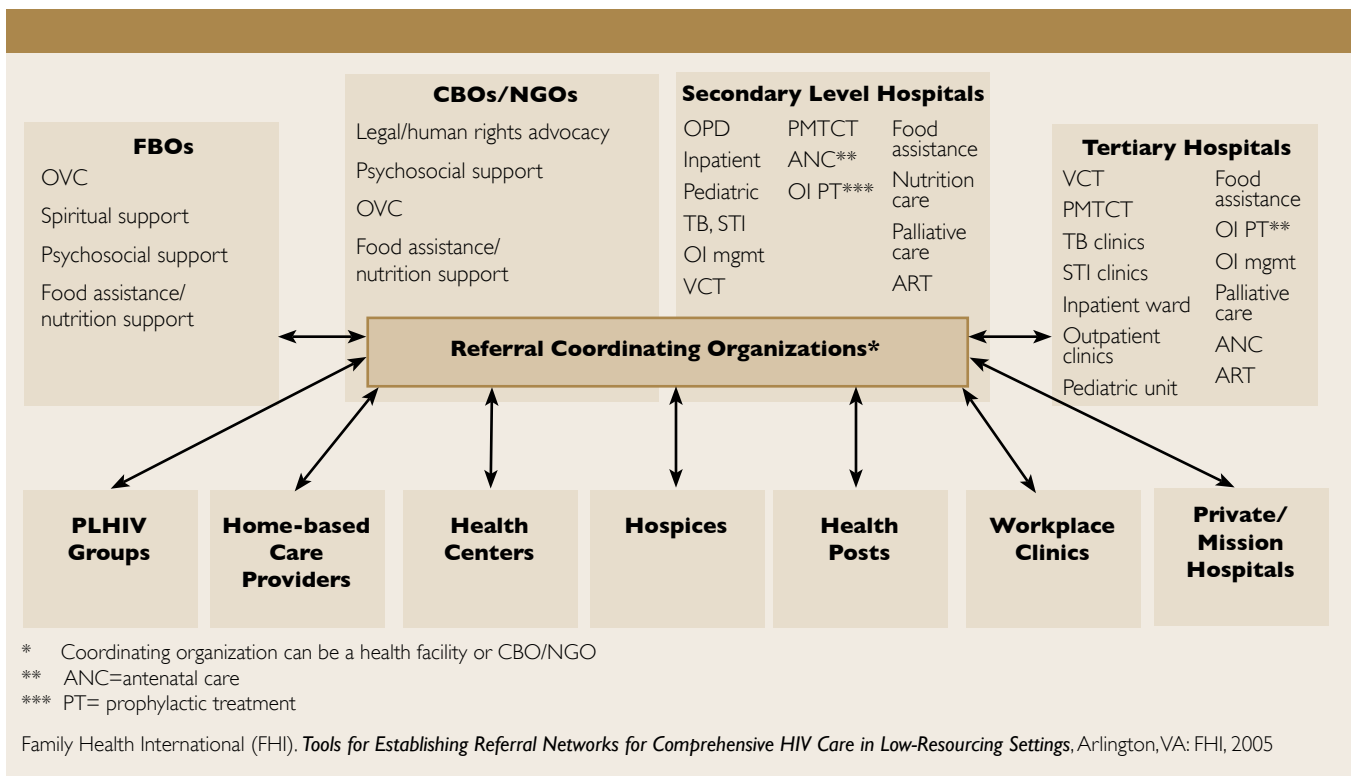 FBOs
OVC
Spiritual support
Psychosocial support
Food assistance/
nutrition support
CBOs/NGOs
Legal/human rights advocacy
Psychosocial support
OVC
Food assistance/
nutrition support
Secondary Level Hospitals
OPD
Inpatient
Pediatric
TB, STI
OI mgmt
VCT
PMTCT
ANC**
OI PT***
Food
assistance
Nutrition
care
Palliative
care
ART
Tertiary Hospitals
VCT
PMTCT
TB clinics
STI clinics
Inpatient ward
Outpatient
clinics
Pediatric unit
Food
assistance
OI PT**
OI mgmt
Palliative
care
ANC
ART
Referral Coordinating Organizations*
PLHIV
Groups
Home-based
Care
Providers
Health
Centers
Hospices
Health
Posts
Workplace
Clinics
Private/
Mission
Hospitals
* Coordinating organization can be a health facility or CBO/NGO
** ANC=antenatal care
*** PT= prophylactic treatment
Family Health International (FHI). Tools for Establishing Referral Networks for Comprehensive HIV Care in Low-Resourcing Settings, Arlington, VA: FHI, 2005